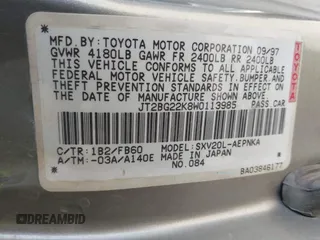 MFD. BY: TOYOTA MOTOR CORPORATION 09/97
GVWR 4180LB GAWR FR 2400LB RR 2400LB
THIS VEHICLE CONFORMS TO ALL APPLICABLE
FEDERAL MOTOR VEHICLE SAFETY,BUMPER,AND
THEFT PREVENTION STANDARDS IN EFFECT ON
THE DATE OF MANUFACTURE SHOWN ABOVE.
JT2BG22K8W0113985
PASS.CAR
C/TR: 1B2/FB60 MODEL: SXV20L-AEPNKA
A/TM: -03A/A140E MADE IN JAPAN
NO.084
BA03846177
TOYOTA
DREAMBID